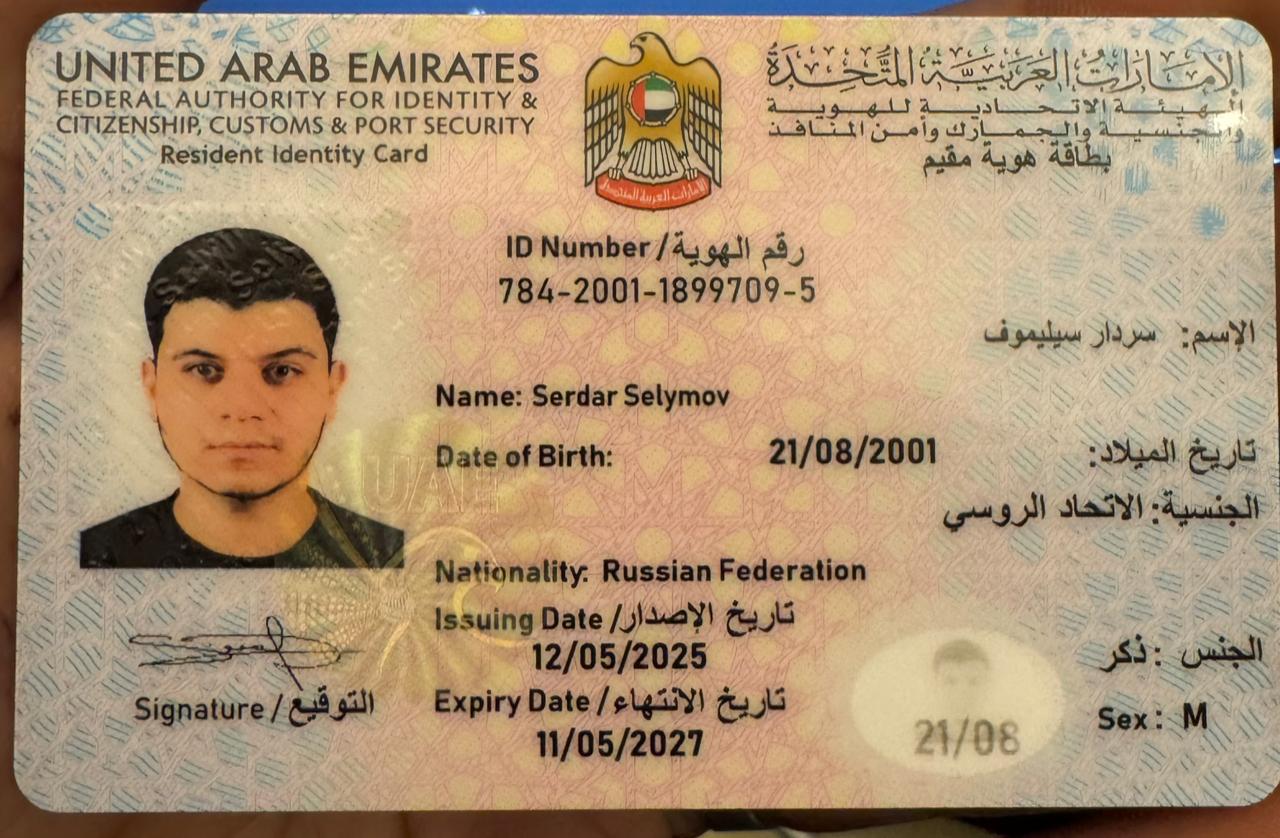 UNITED ARAB EMIRATES
FEDERAL AUTHORITY FOR IDENTITY &
CITIZENSHIP, CUSTOMS & PORT SECURITY
Resident Identity Card
الإمارات العربية المتحدة
الهيئة الاتحادية للهوية
والجنسية والجمارك وأمن المنافذ
بطاقة هوية مقيم
الإمارات العربية المتحدة
ID Number / رقم الهوية
784-2001-1899709-5
الإسم: سردار سيليموف
Name: Serdar Selymov
Date of Birth: 21/08/2001 تاريخ الميلاد:
الجنسية: الاتحاد الروسي
UAE
Nationality: Russian Federation
Issuing Date / تاريخ الإصدار
12/05/2025
الجنس: ذكر
Expiry Date / تاريخ الانتهاء
11/05/2027
Sex: M
21/08
Signature / التوقيع